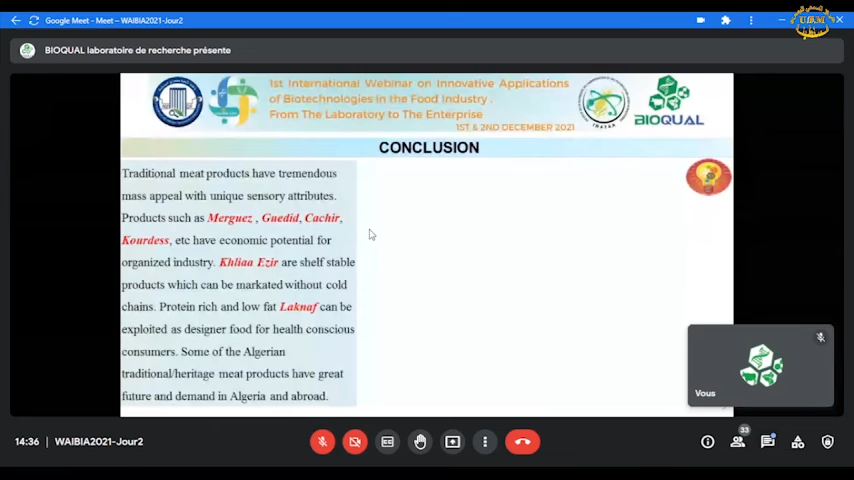 Google Meet - Meet – WAIBIA2021-Jour2
BIOQUAL laboratoire de recherche présente
1st International Webinar on Innovative Applications
of Biotechnologies in the Food Industry .
From The Laboratory to The Enterprise
1ST & 2ND DECEMBER 2021
BIOQUAL
CONCLUSION
Traditional meat products have tremendous
mass appeal with unique sensory attributes.
Products such as Merguez , Guedid, Cachir,
Kourdess, etc have economic potential for
organized industry. Khliaa Ezir are shelf stable
products which can be markated without cold
chains. Protein rich and low fat Laknaf can be
exploited as designer food for health conscious
consumers. Some of the Algerian
traditional/heritage meat products have great
future and demand in Algeria and abroad.
Vous
14:36 | WAIBIA2021-Jour2
33